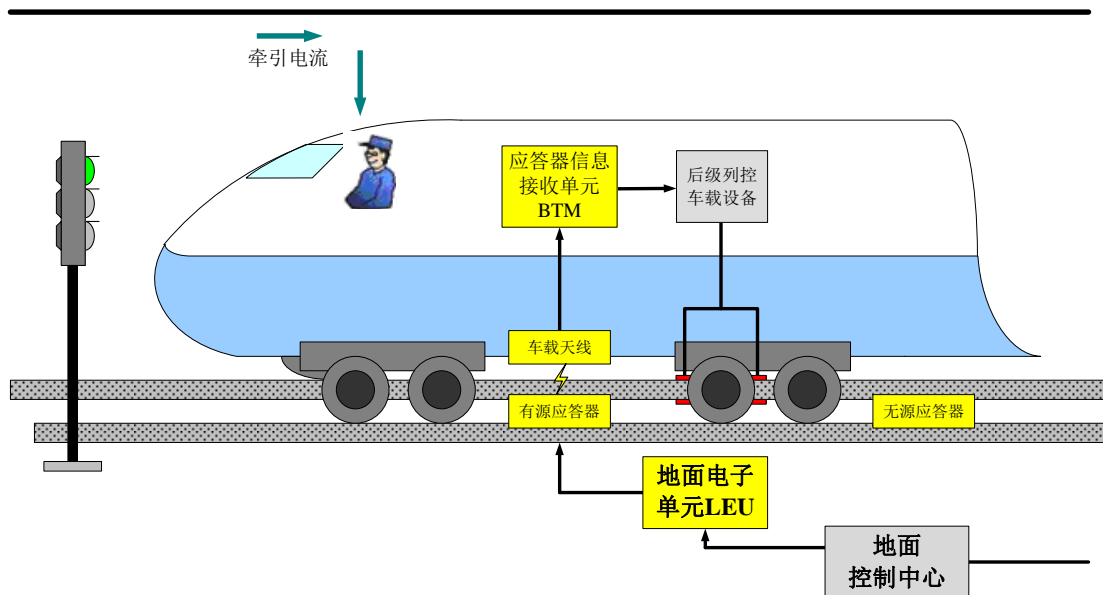 牵引电流
应答器信息
接收单元
BTM
后级列控
车载设备
车载天线
有源应答器
无源应答器
地面电子
单元LEU
地面
控制中心